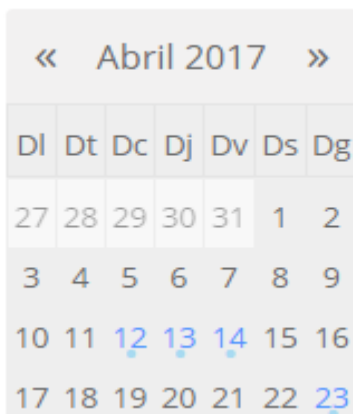 « Abril 2017 »
Dl Dt Dc Dj Dv Ds Dg
27 28 29 30 31 1 2
3 4 5 6 7 8 9
10 11 12 13 14 15 16
17 18 19 20 21 22 23